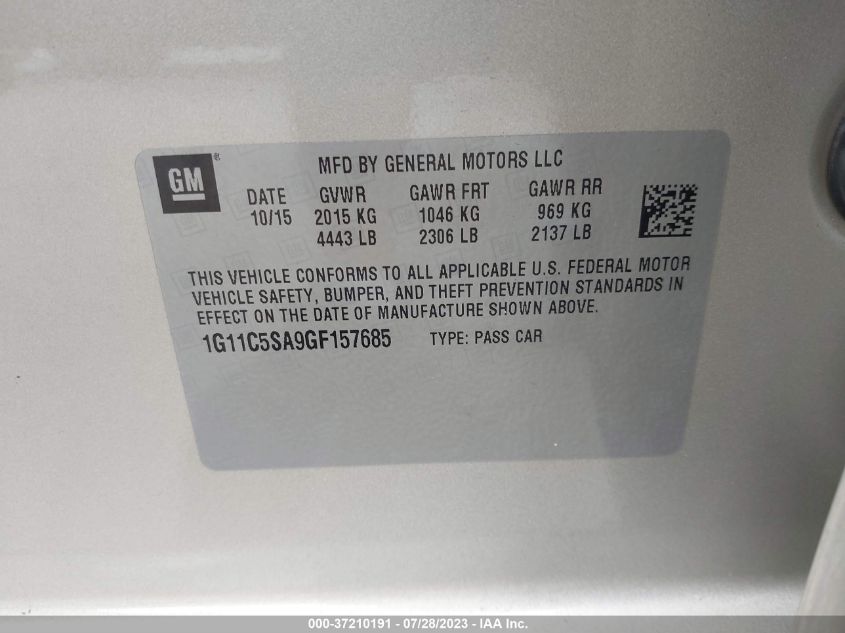 GM ®
MFD BY GENERAL MOTORS LLC
DATE GVWR GAWR FRT GAWR RR
10/15 2015 KG 1046 KG 969 KG
4443 LB 2306 LB 2137 LB
THIS VEHICLE CONFORMS TO ALL APPLICABLE U.S. FEDERAL MOTOR
VEHICLE SAFETY, BUMPER, AND THEFT PREVENTION STANDARDS IN
EFFECT ON THE DATE OF MANUFACTURE SHOWN ABOVE.
1G11C5SA9GF157685 TYPE: PASS CAR
000-37210191 - 07/28/2023 - IAAI Inc.